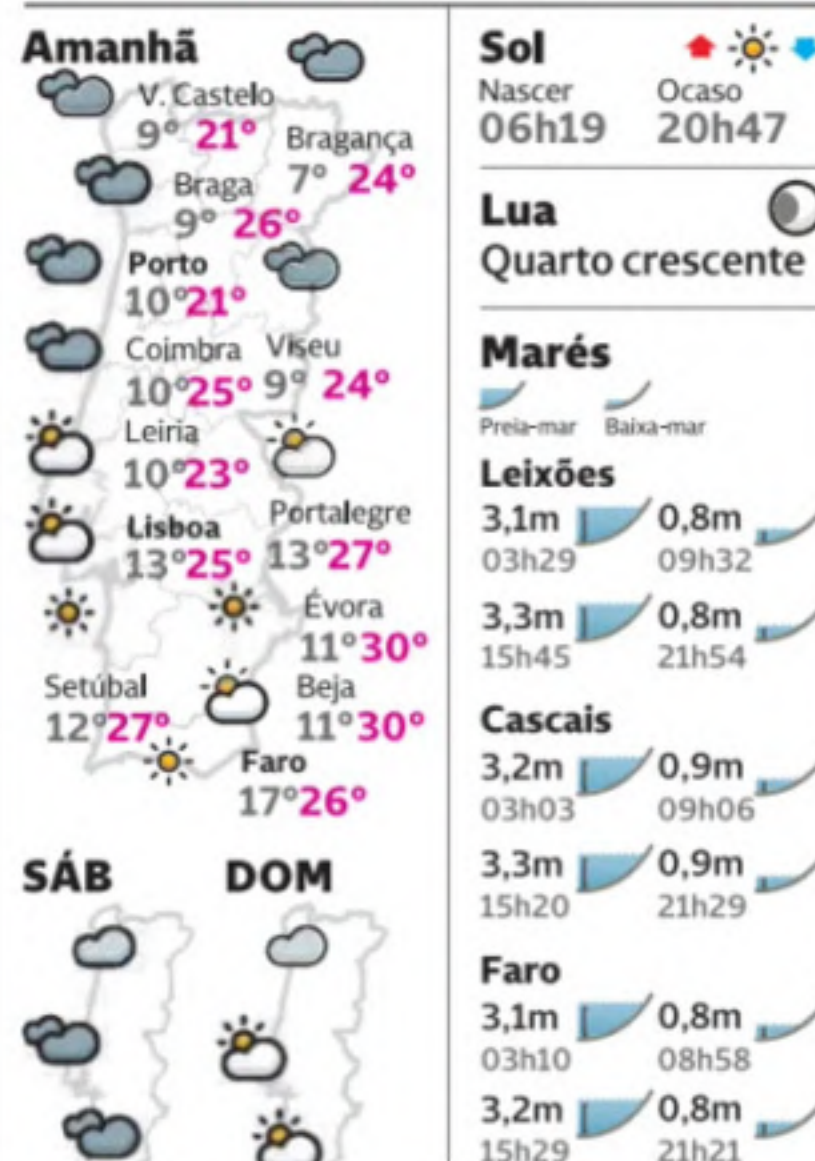 Amanhã
V. Castelo
9° 21°
Bragança
7° 24°
Braga
9° 26°
Porto
10° 21°
Coimbra
10° 25°
Viseu
9° 24°
Leiria
10° 23°
Lisboa
13° 25°
Portalegre
13° 27°
Évora
11° 30°
Setúbal
12° 27°
Beja
11° 30°
Faro
17° 26°
SÁB DOM
Sol
Nascer Ocaso
06h19 20h47
Lua
Quarto crescente
Marés
Preia-mar Baixa-mar
Leixões
3,1m 0,8m
03h29 09h32
3,3m 0,8m
15h45 21h54
Cascais
3,2m 0,9m
03h03 09h06
3,3m 0,9m
15h20 21h29
Faro
3,1m 0,8m
03h10 08h58
3,2m 0,8m
15h29 21h21